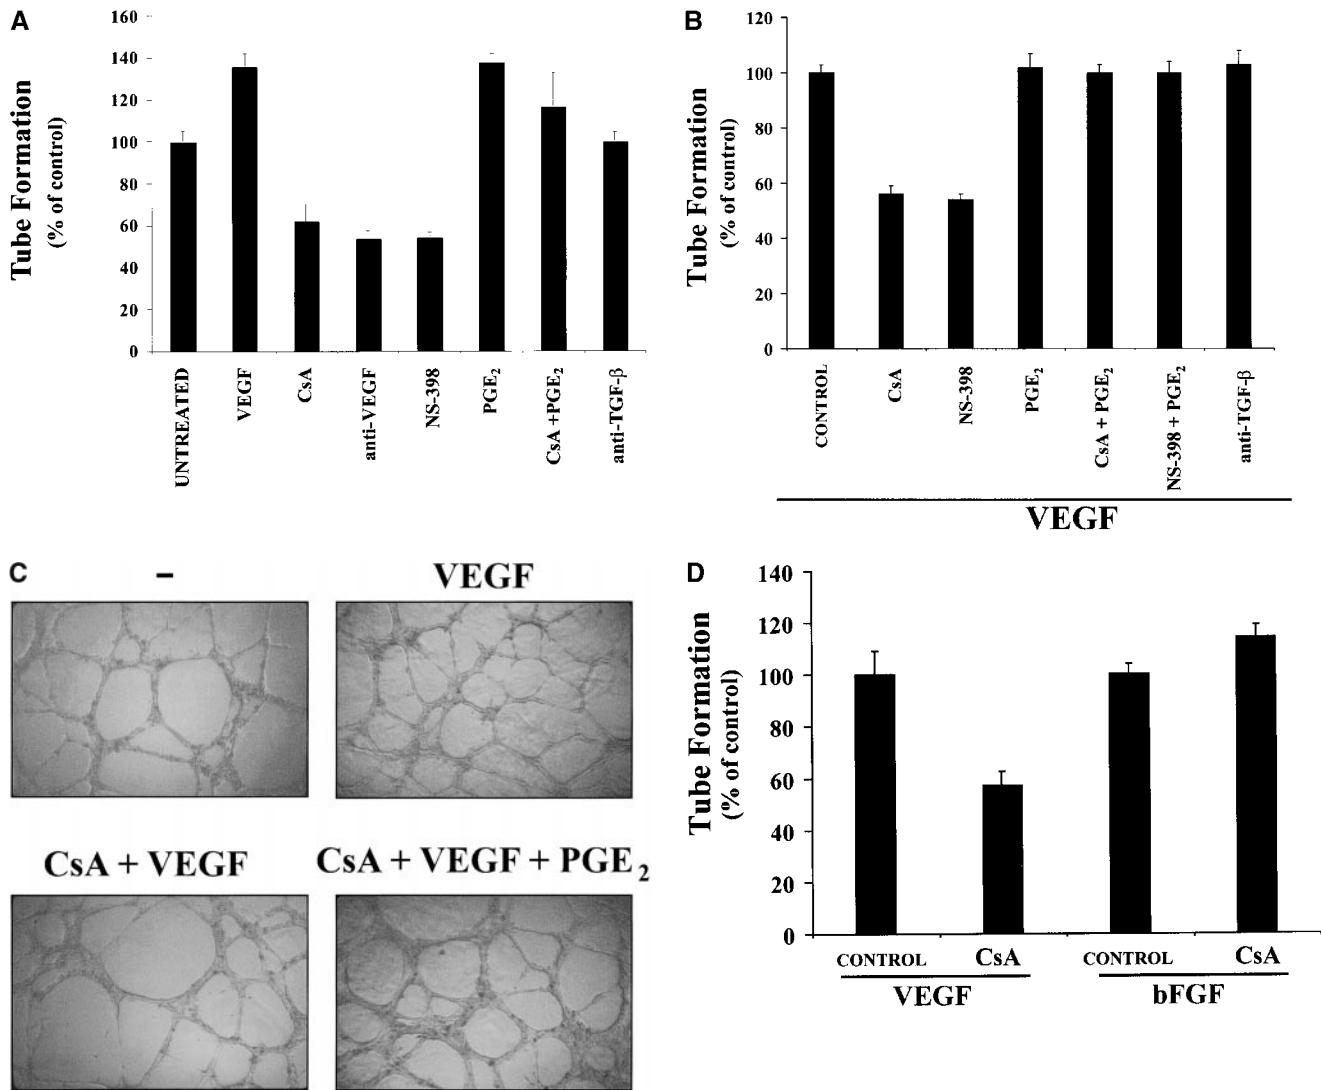 A
Tube Formation
(% of control)
160
140
120
100
80
60
40
20
0
UNTREATED
VEGF
CsA
anti-VEGF
NS-398
PGE₂
CsA +PGE₂
anti-TGF-β
B
Tube Formation
(% of control)
120
100
80
60
40
20
0
CONTROL
CsA
NS-398
PGE₂
CsA + PGE₂
NS-398 + PGE₂
anti-TGF-β
VEGF
C
–
VEGF
CsA + VEGF
CsA + VEGF + PGE₂
D
Tube Formation
(% of control)
140
120
100
80
60
40
20
0
CONTROL
CsA
CONTROL
CsA
VEGF
bFGF